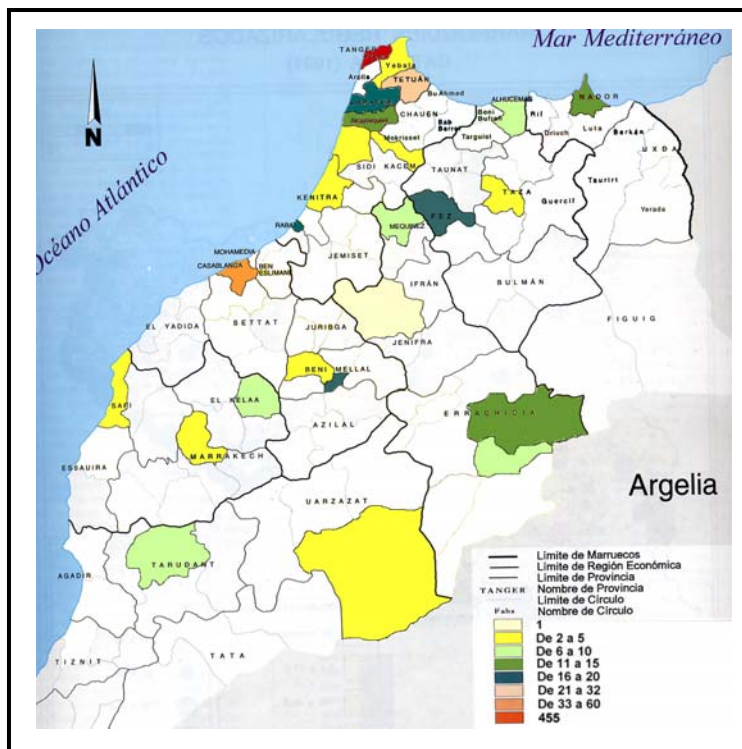 Mar Mediterráneo
TANGER
Yebala
Arcila
TETUÁN
BuAhmed
ALHUCEMAS
NADOR
CHAUEN
Bab
Berret
Beni
Bufrah
Rif
Driuch
Luta
Berkán
Targuist
UXDA
Mokrisset
N
SIDI KACEM
TAUNAT
Taurirt
TAZA
KENITRA
Guercif
Yerada
FEZ
Océano Atlántico
RABAT
MEQUINEZ
MOHAMEDIA
JEMISET
CASABLANCA
BEN
ESLIMANE
IFRÁN
BULMÁN
EL YADIDA
SETTAT
JURIBGA
FIGUIG
JENIFRA
BENI MELLAL
SAFI
EL KELAA
ERRACHIDIA
AZILAL
MARRAKECH
ESSAUIRA
UARZAZAT
Argelia
TARUDANT
AGADIR
TIZNIT
TATA
Límite de Marruecos
Límite de Región Económica
Límite de Provincia
TANGER Nombre de Provincia
Límite de Círculo
Nombre de Círculo
1
De 2 a 5
De 6 a 10
De 11 a 15
De 16 a 20
De 21 a 32
De 33 a 60
455